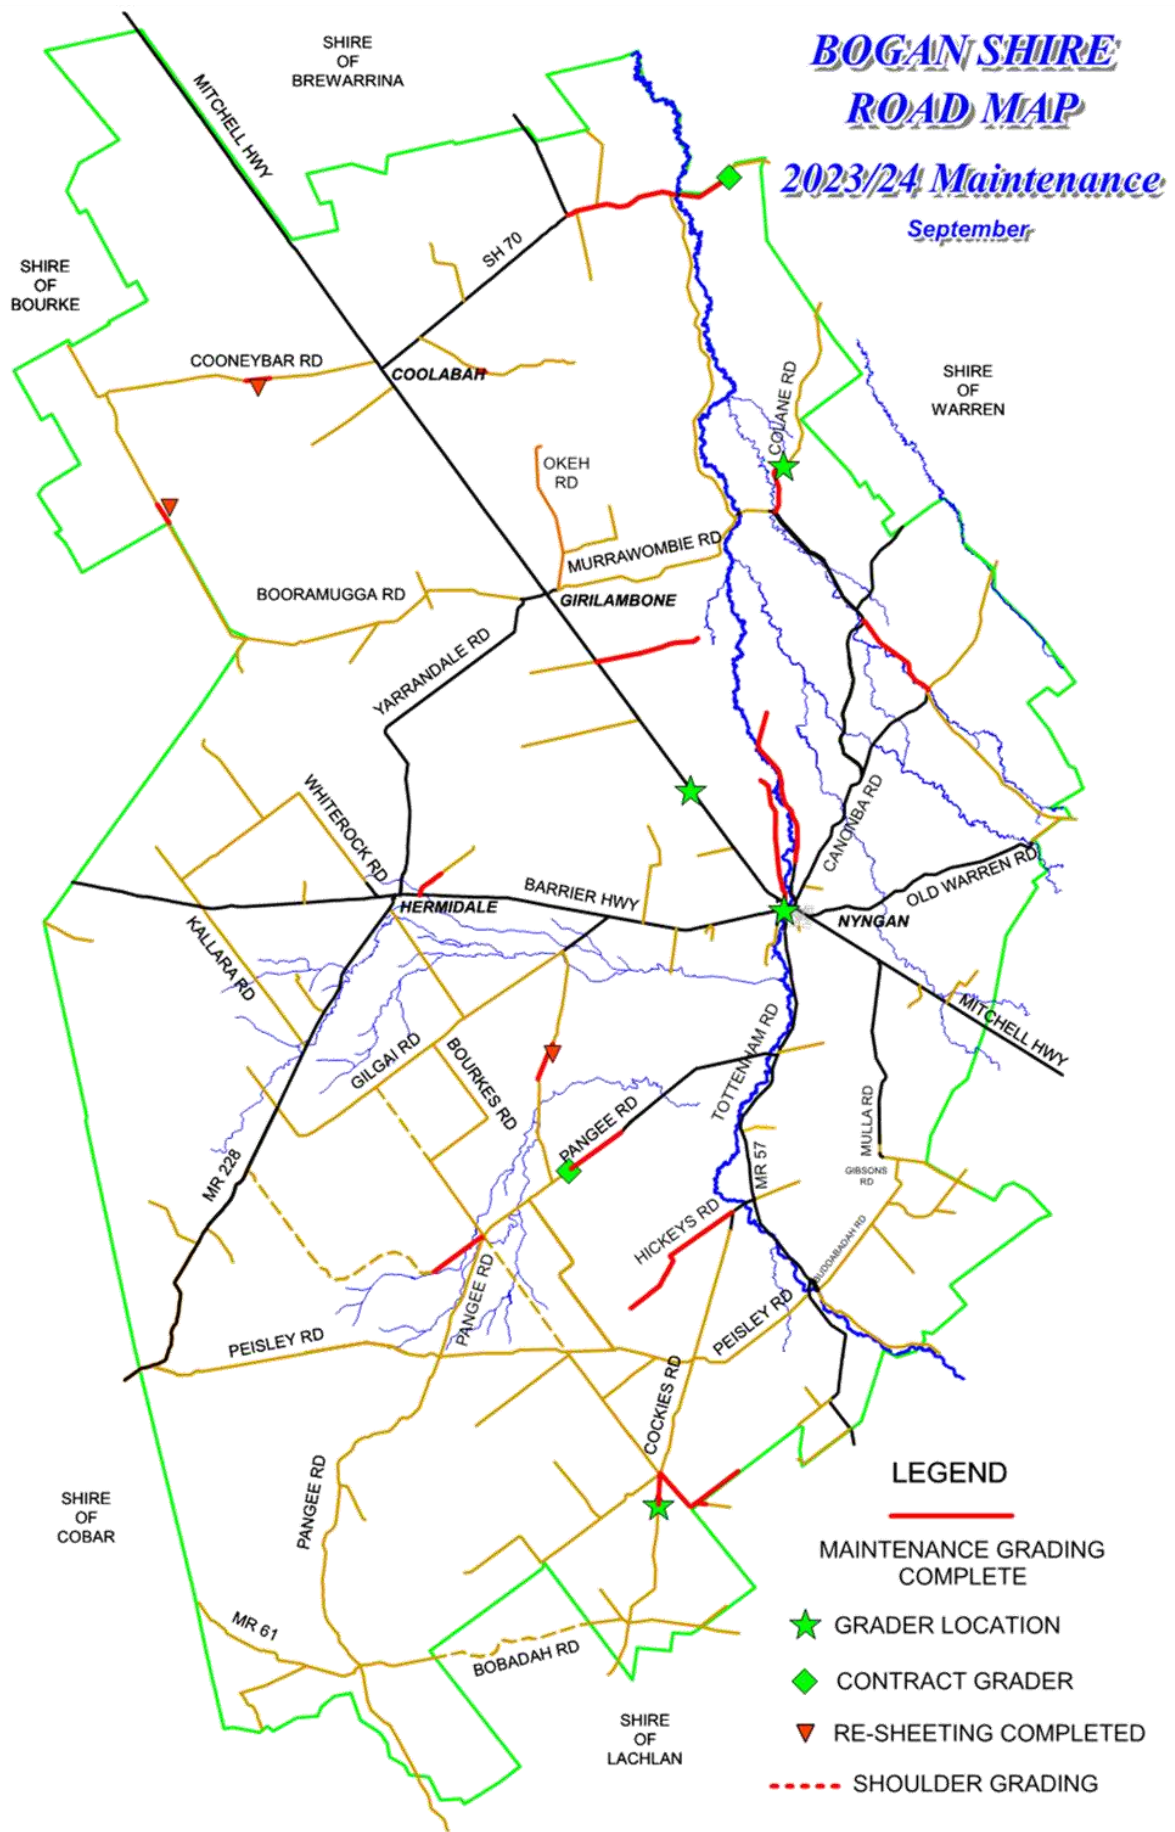 BOGAN SHIRE
ROAD MAP
2023/24 Maintenance
September
SHIRE
OF
BREWARRINA
MITCHELL HWY
SHIRE
OF
BOURKE
SH 70
COONEYBAR RD
COOLABAH
SHIRE
OF
WARREN
COLANE RD
OKEH
RD
MURRAWOMBIE RD
BOORAMUGGA RD
GIRILAMBONE
YARRANDALE RD
WHITEROCK RD
CANONBA RD
OLD WARREN RD
BARRIER HWY
HERMIDALE
NYNGAN
KALLARA RD
MITCHELL HWY
GILGAI RD
BOURKES RD
TOTTENHAM RD
PANGEE RD
MULLA RD
MR 228
MR 57
GIBSONS
RD
HICKEYS RD
BUDDABADAH RD
PANGEE RD
PEISLEY RD
PEISLEY RD
COCKIES RD
PANGEE RD
SHIRE
OF
COBAR
MR 61
BOBADAH RD
SHIRE
OF
LACHLAN
LEGEND
MAINTENANCE GRADING
COMPLETE
GRADER LOCATION
CONTRACT GRADER
RE-SHEETING COMPLETED
SHOULDER GRADING